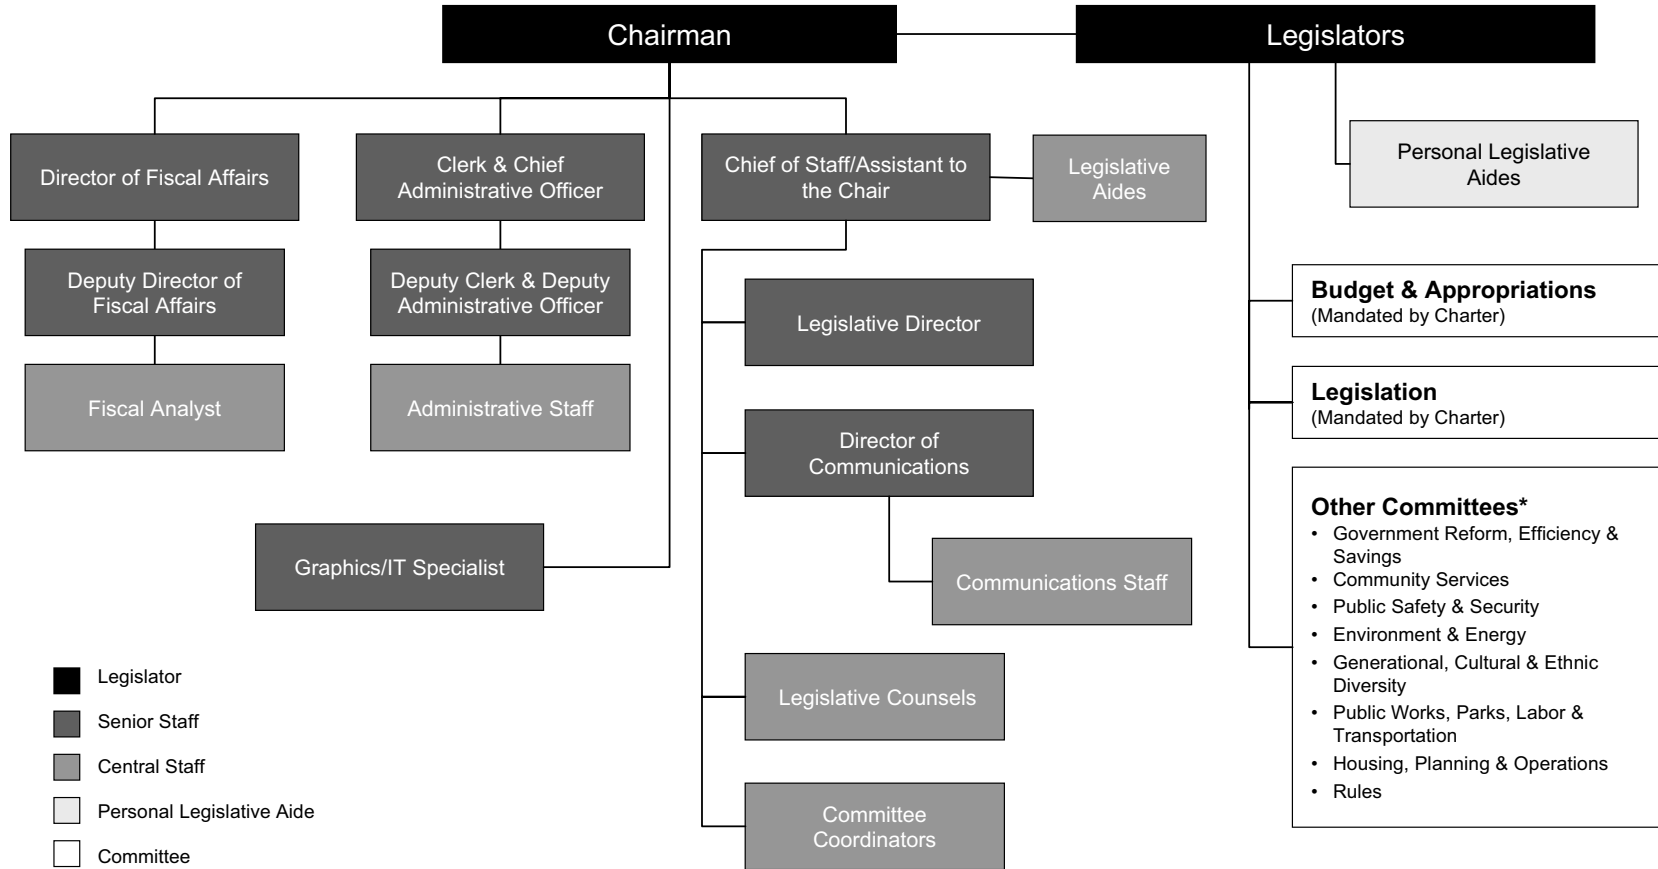 Chairman
Legislators
Director of Fiscal Affairs
Clerk & Chief
Administrative Officer
Chief of Staff/Assistant to
the Chair
Legislative
Aides
Personal Legislative
Aides
Deputy Director of
Fiscal Affairs
Deputy Clerk & Deputy
Administrative Officer
Legislative Director
Budget & Appropriations
(Mandated by Charter)
Fiscal Analyst
Administrative Staff
Legislation
(Mandated by Charter)
Director of
Communications
Graphics/IT Specialist
Communications Staff
Other Committees*
• Government Reform, Efficiency &
Savings
• Community Services
• Public Safety & Security
• Environment & Energy
• Generational, Cultural & Ethnic
Diversity
• Public Works, Parks, Labor &
Transportation
• Housing, Planning & Operations
• Rules
Legislative Counsels
Committee
Coordinators
Legislator
Senior Staff
Central Staff
Personal Legislative Aide
Committee